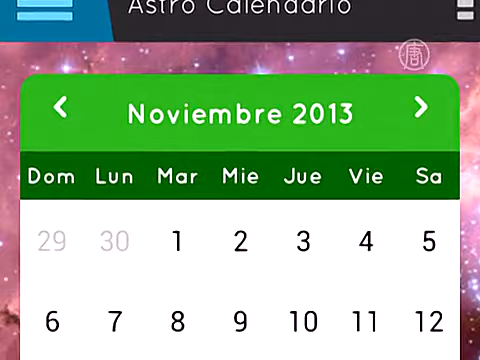 Astro Calendario
唐
Noviembre 2013
Dom Lun Mar Mie Jue Vie Sa
29 30 1 2 3 4 5
6 7 8 9 10 11 12